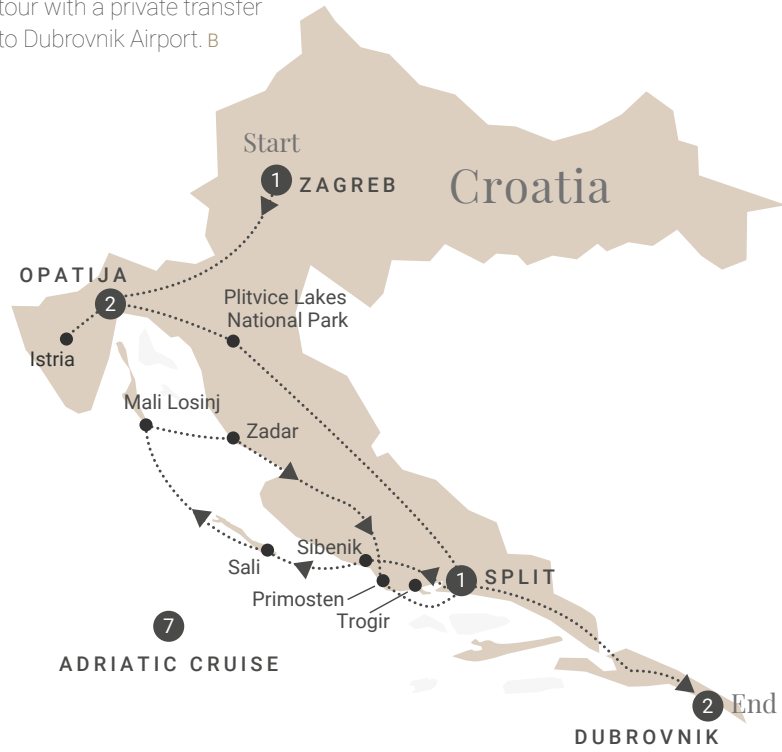 tour with a private transfer
to Dubrovnik Airport. B
Start
1 ZAGREB
Croatia
OPATIJA
2
Plitvice Lakes
National Park
Istria
Mali Losinj
Zadar
Sibenik
Sali
1 SPLIT
Primosten
Trogir
7
ADRIATIC CRUISE
2 End
DUBROVNIK